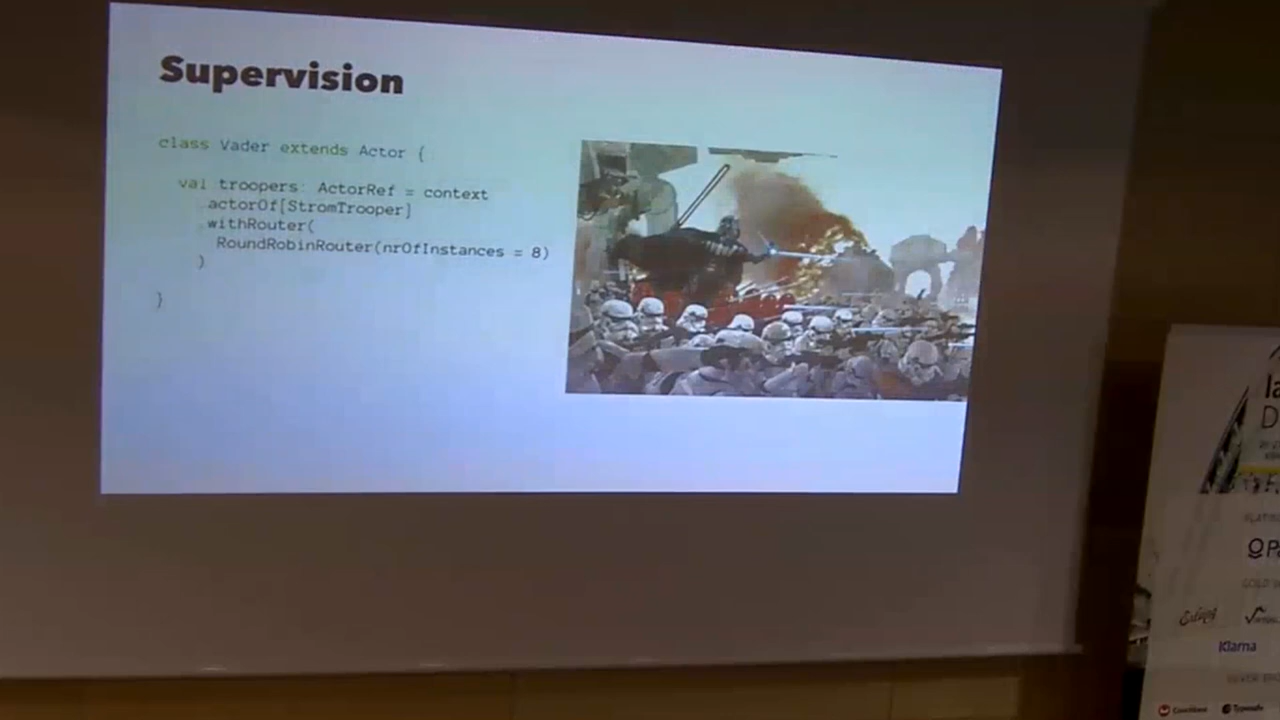 Supervision
class Vader extends Actor {
val troopers: ActorRef = context
actorOf[StromTrooper]
withRouter(
RoundRobinRouter(nrOfInstances = 8)
)
}
Klarna